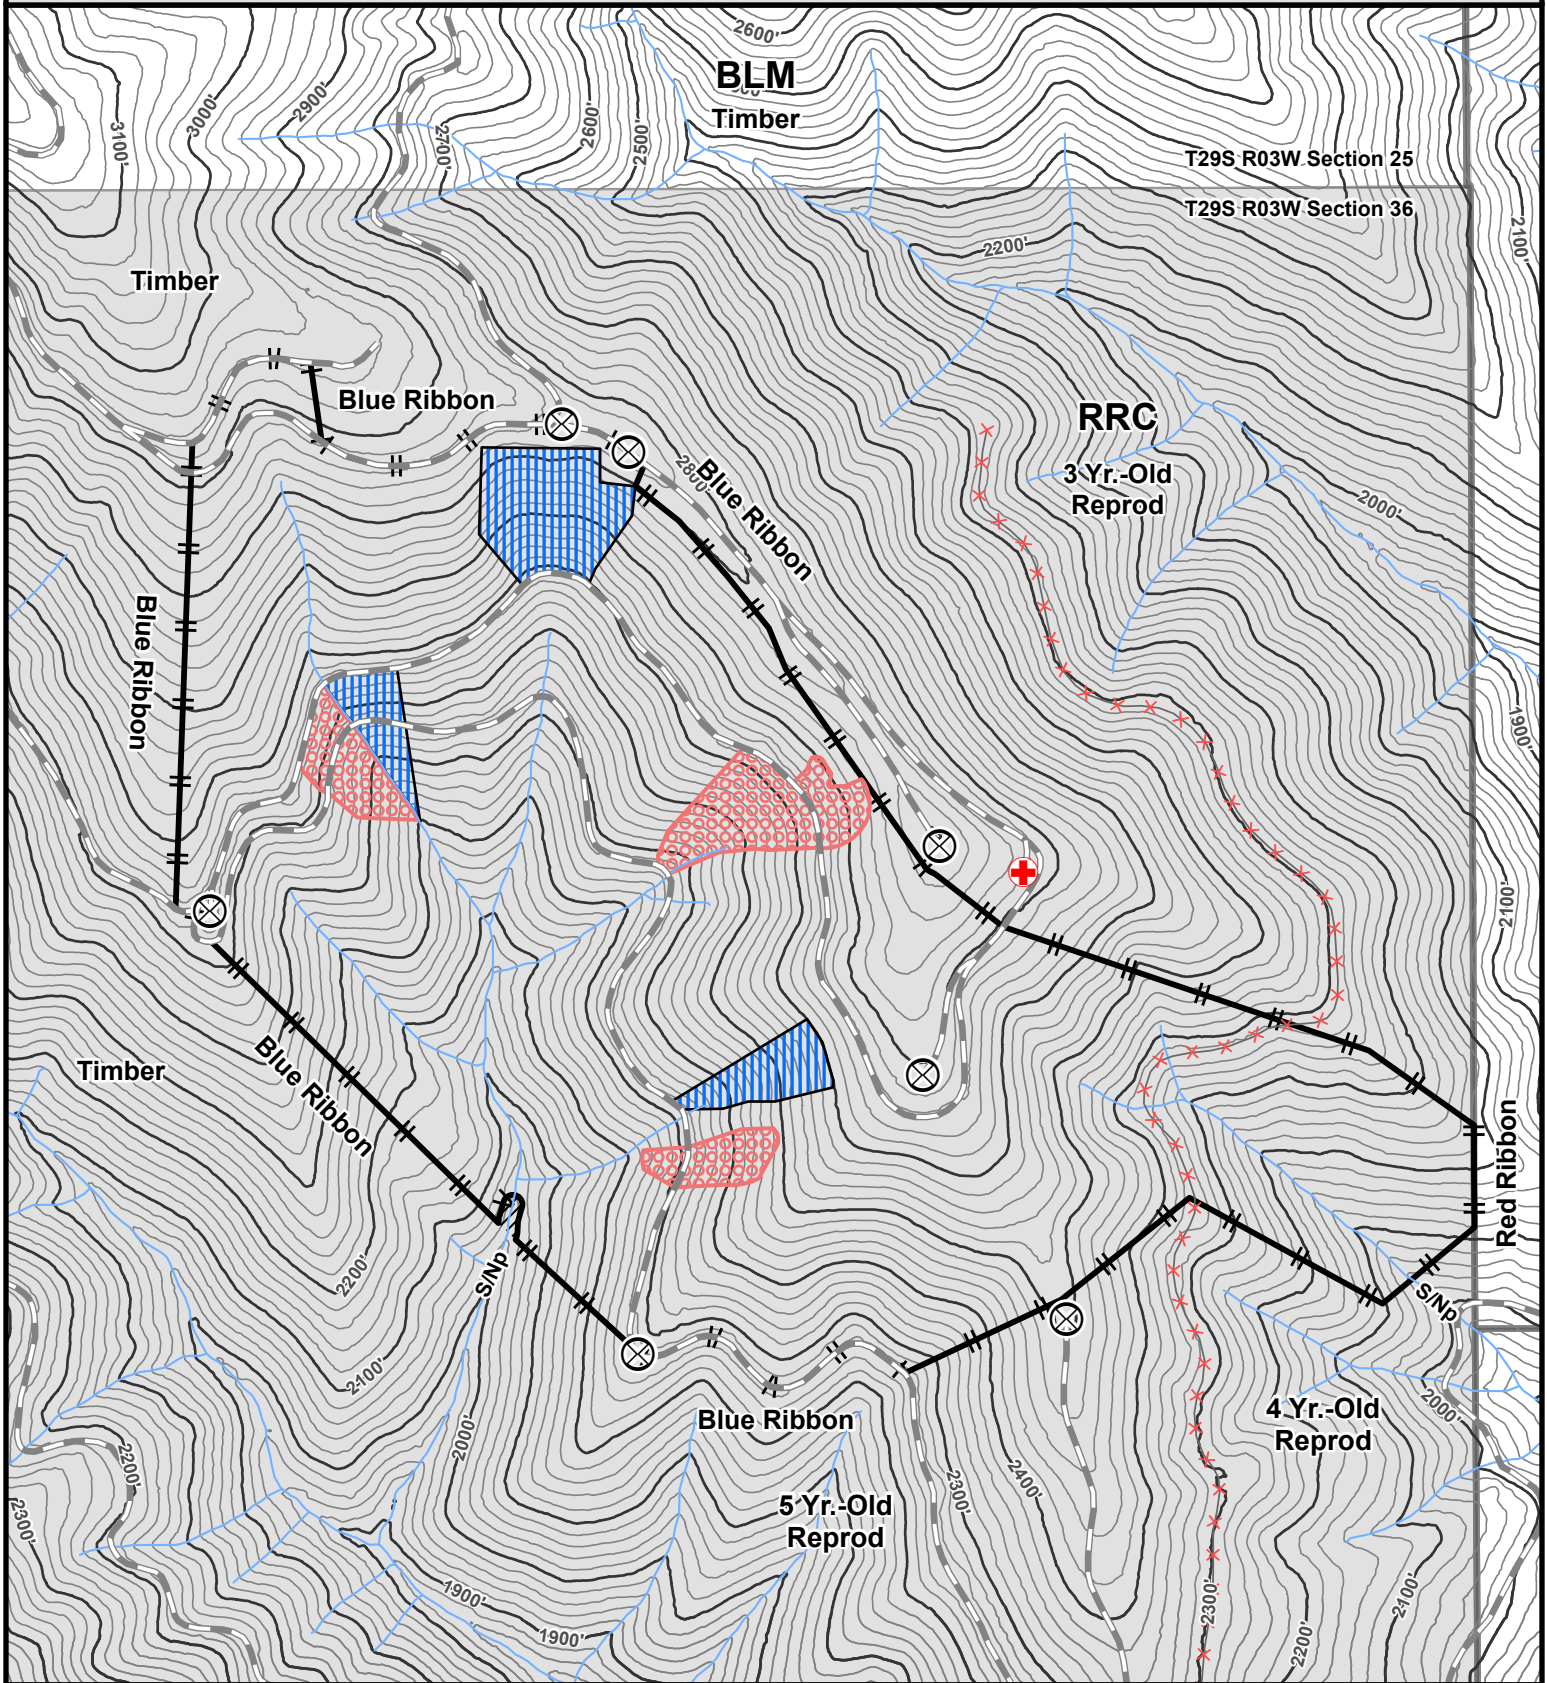 2600'
BLM
Timber
3000'
2900'
3100'
2700'
2600'
2500'
T29S R03W Section 25
T29S R03W Section 36
2100'
2200'
Timber
Blue Ribbon
RRC
3 Yr.-Old
Reprod
2800'
Blue Ribbon
2000'
Blue Ribbon
1900'
2100'
Timber
Blue Ribbon
Red Ribbon
S/Np
S/Np
2200'
2100'
2000'
Blue Ribbon
4 Yr.-Old
Reprod
2000'
2200'
2300'
2300'
2400'
5 Yr.-Old
Reprod
1900'
1900'
2300'
2200'
2100'